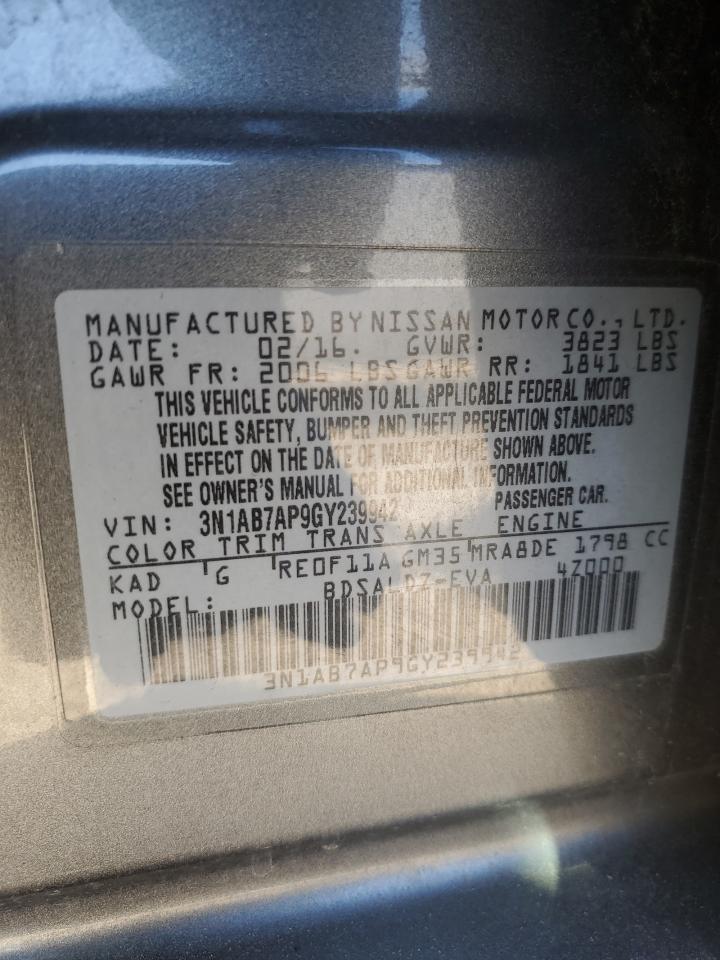 MANUFACTURED BY NISSAN MOTOR CO., LTD.
DATE: 02/16. GVWR: 3823 LBS
GAWR FR: 2006 LBS GAWR RR: 1841 LBS
THIS VEHICLE CONFORMS TO ALL APPLICABLE FEDERAL MOTOR
VEHICLE SAFETY, BUMPER AND THEFT PREVENTION STANDARDS
IN EFFECT ON THE DATE OF MANUFACTURE SHOWN ABOVE.
SEE OWNER'S MANUAL FOR ADDITIONAL INFORMATION.
VIN: 3N1AB7AP9GY239942 PASSENGER CAR.
COLOR TRIM TRANS AXLE ENGINE
KAD G RE0F11A GM35 MRA8DE 1798 CC
MODEL: BDSALDZ-EVA 4Z000
3N1AB7AP9GY239942